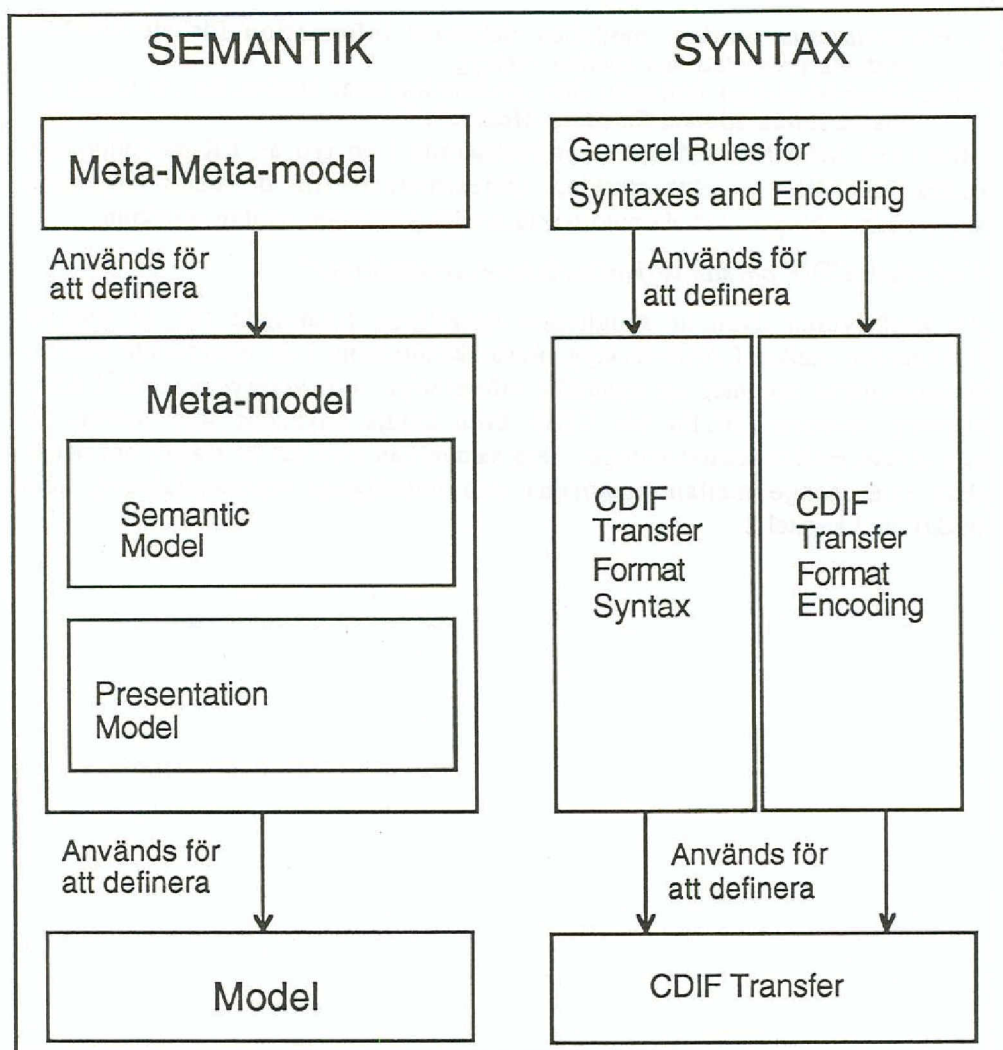 SEMANTIK
Meta-Meta-model
Används för
att definera
Meta-model
Semantic
Model
Presentation
Model
Används för
att definera
Model
SYNTAX
Generel Rules for
Syntaxes and Encoding
Används för
att definera
CDIF
Transfer
Format
Syntax
CDIF
Transfer
Format
Encoding
Används för
att definera
CDIF Transfer